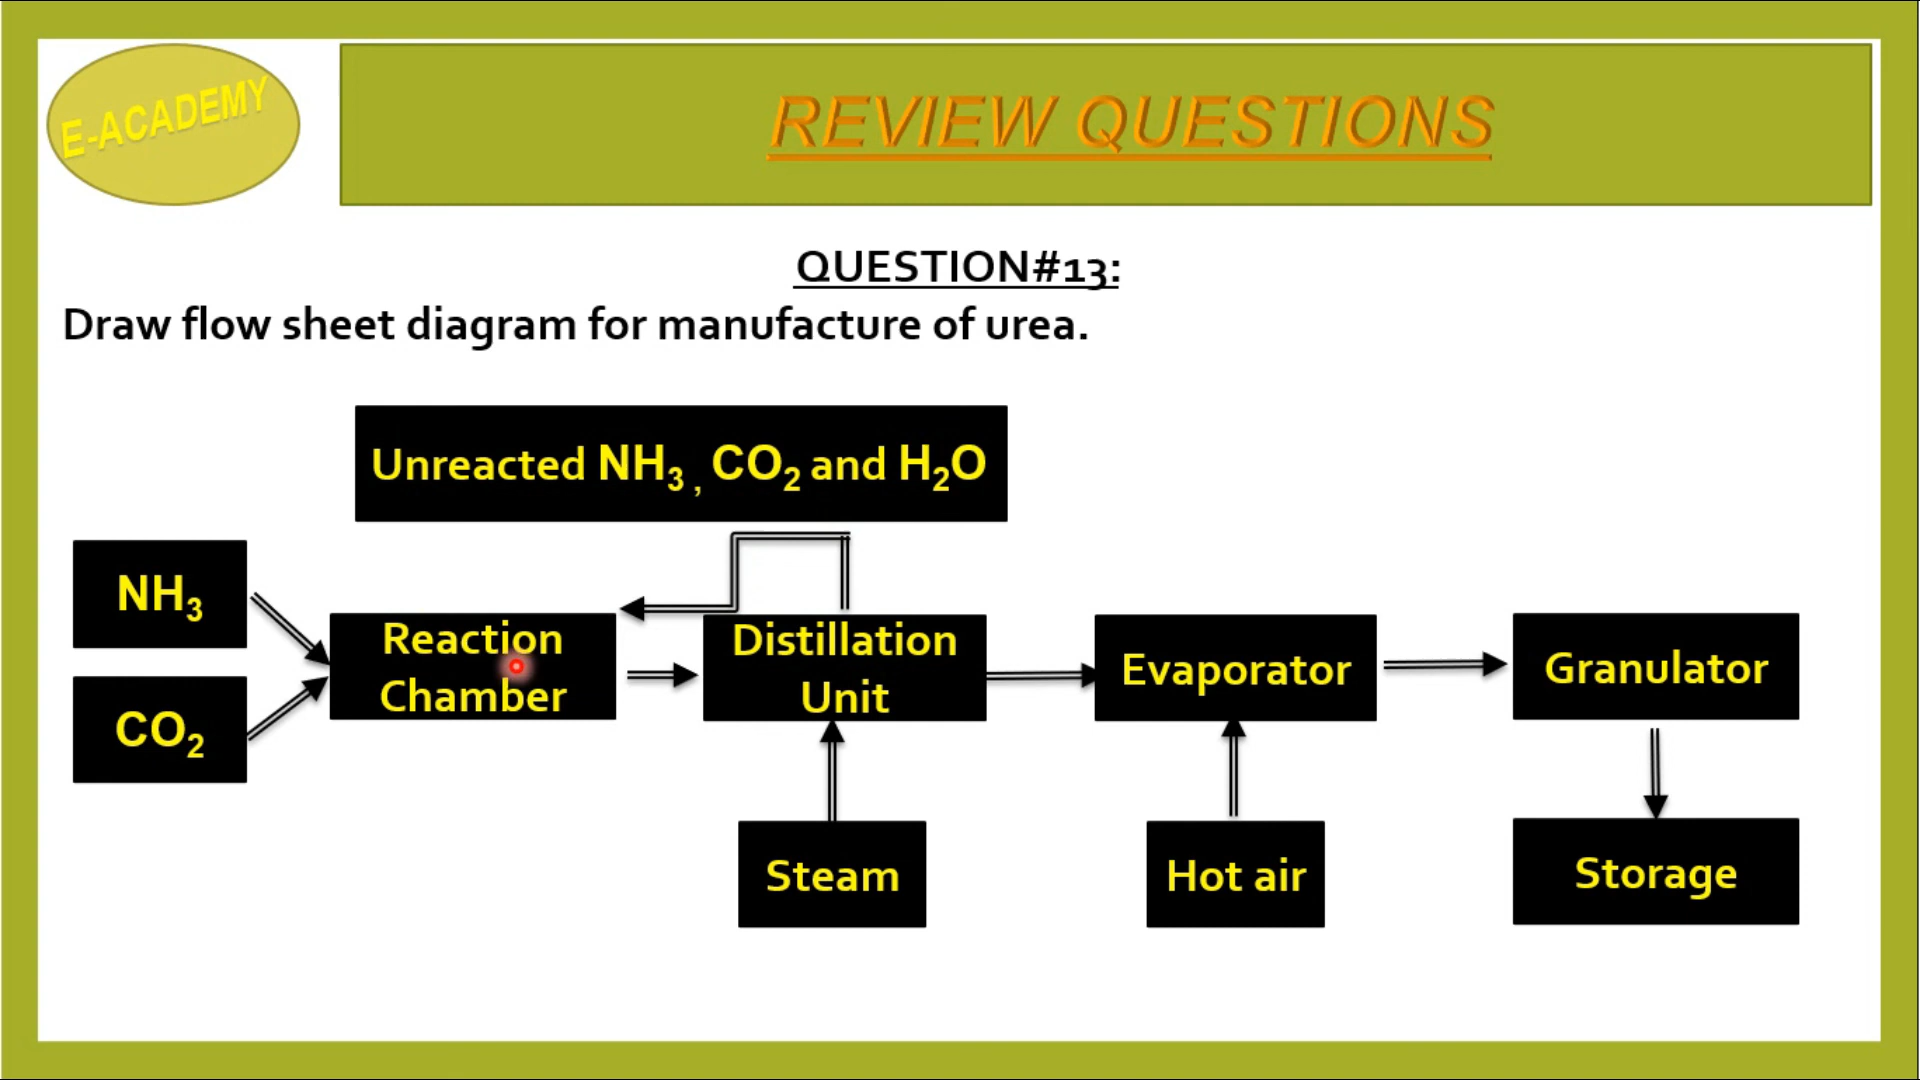 E-ACADEMY
REVIEW QUESTIONS
QUESTION#13:
Draw flow sheet diagram for manufacture of urea.
Unreacted NH₃ , CO₂ and H₂O
NH₃
CO₂
Reaction
Chamber
Distillation
Unit
Evaporator
Granulator
Steam
Hot air
Storage